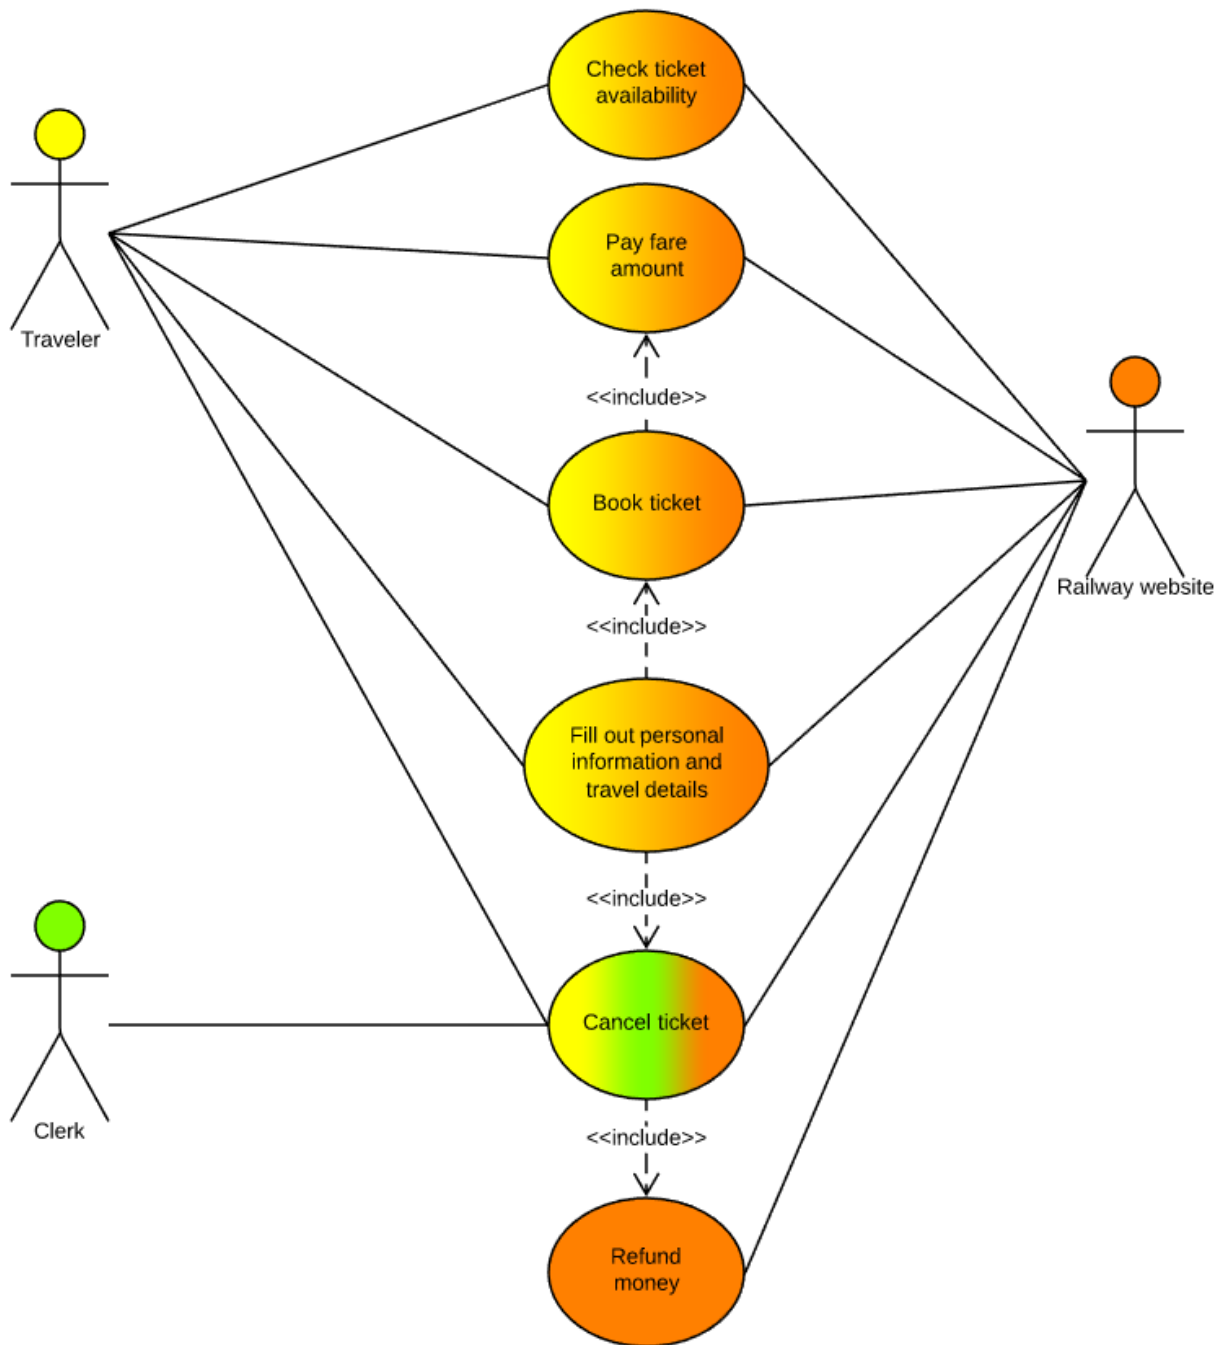 Check ticket
availability
Traveler
Pay fare
amount
<<include>>
Railway website
Book ticket
<<include>>
Fill out personal
information and
travel details
<<include>>
Clerk
Cancel ticket
<<include>>
Refund
money